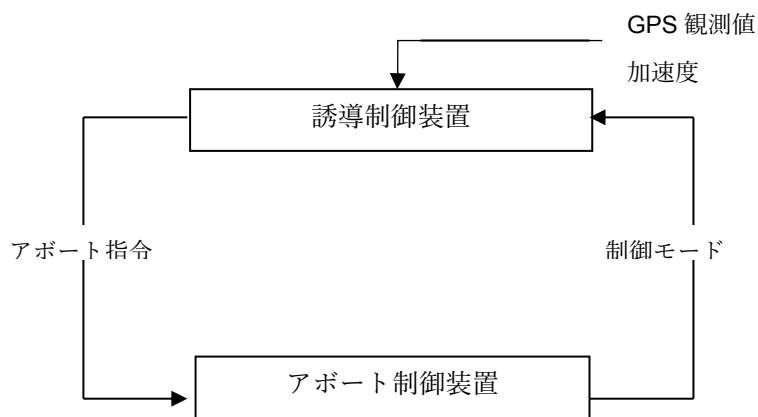 GPS 観測値
加速度
誘導制御装置
アボート指令
制御モード
アボート制御装置